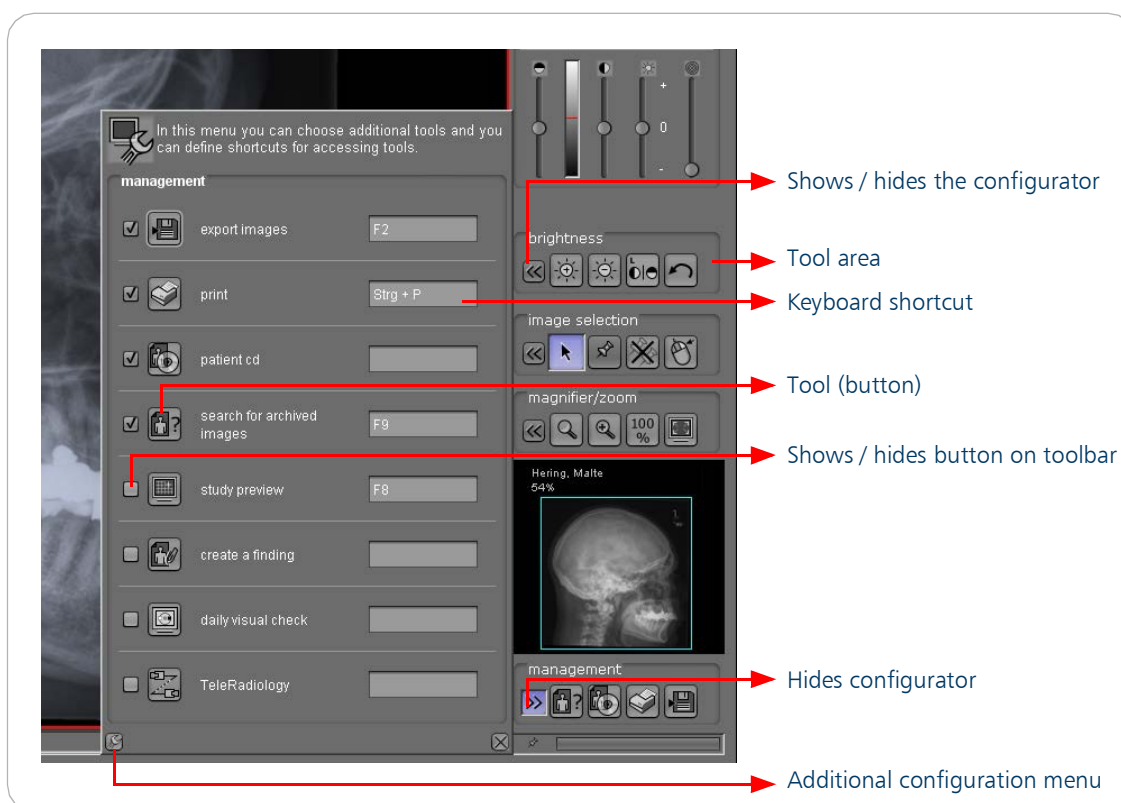 In this menu you can choose additional tools and you
can define shortcuts for accessing tools.
management
export images
F2
print
Strg + P
patient cd
search for archived
images
F9
study preview
F8
create a finding
daily visual check
TeleRadiology
+
0
-
brightness
L
image selection
magnifier/zoom
100
%
Hering, Malte
54%
L
management
Shows / hides the configurator
Tool area
Keyboard shortcut
Tool (button)
Shows / hides button on toolbar
Hides configurator
Additional configuration menu